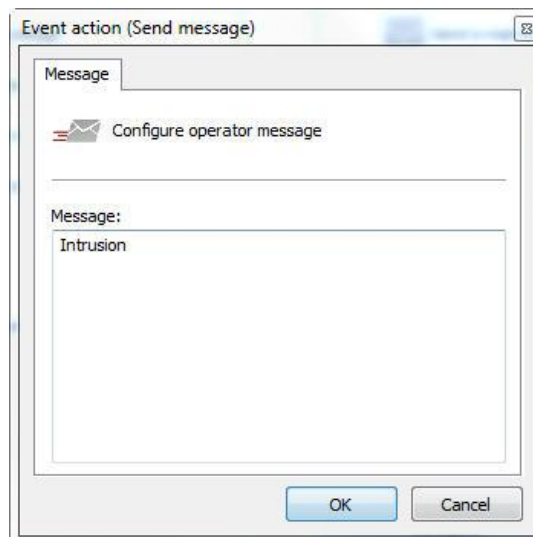 Event action (Send message)
Message
Configure operator message
Message:
Intrusion
OK
Cancel